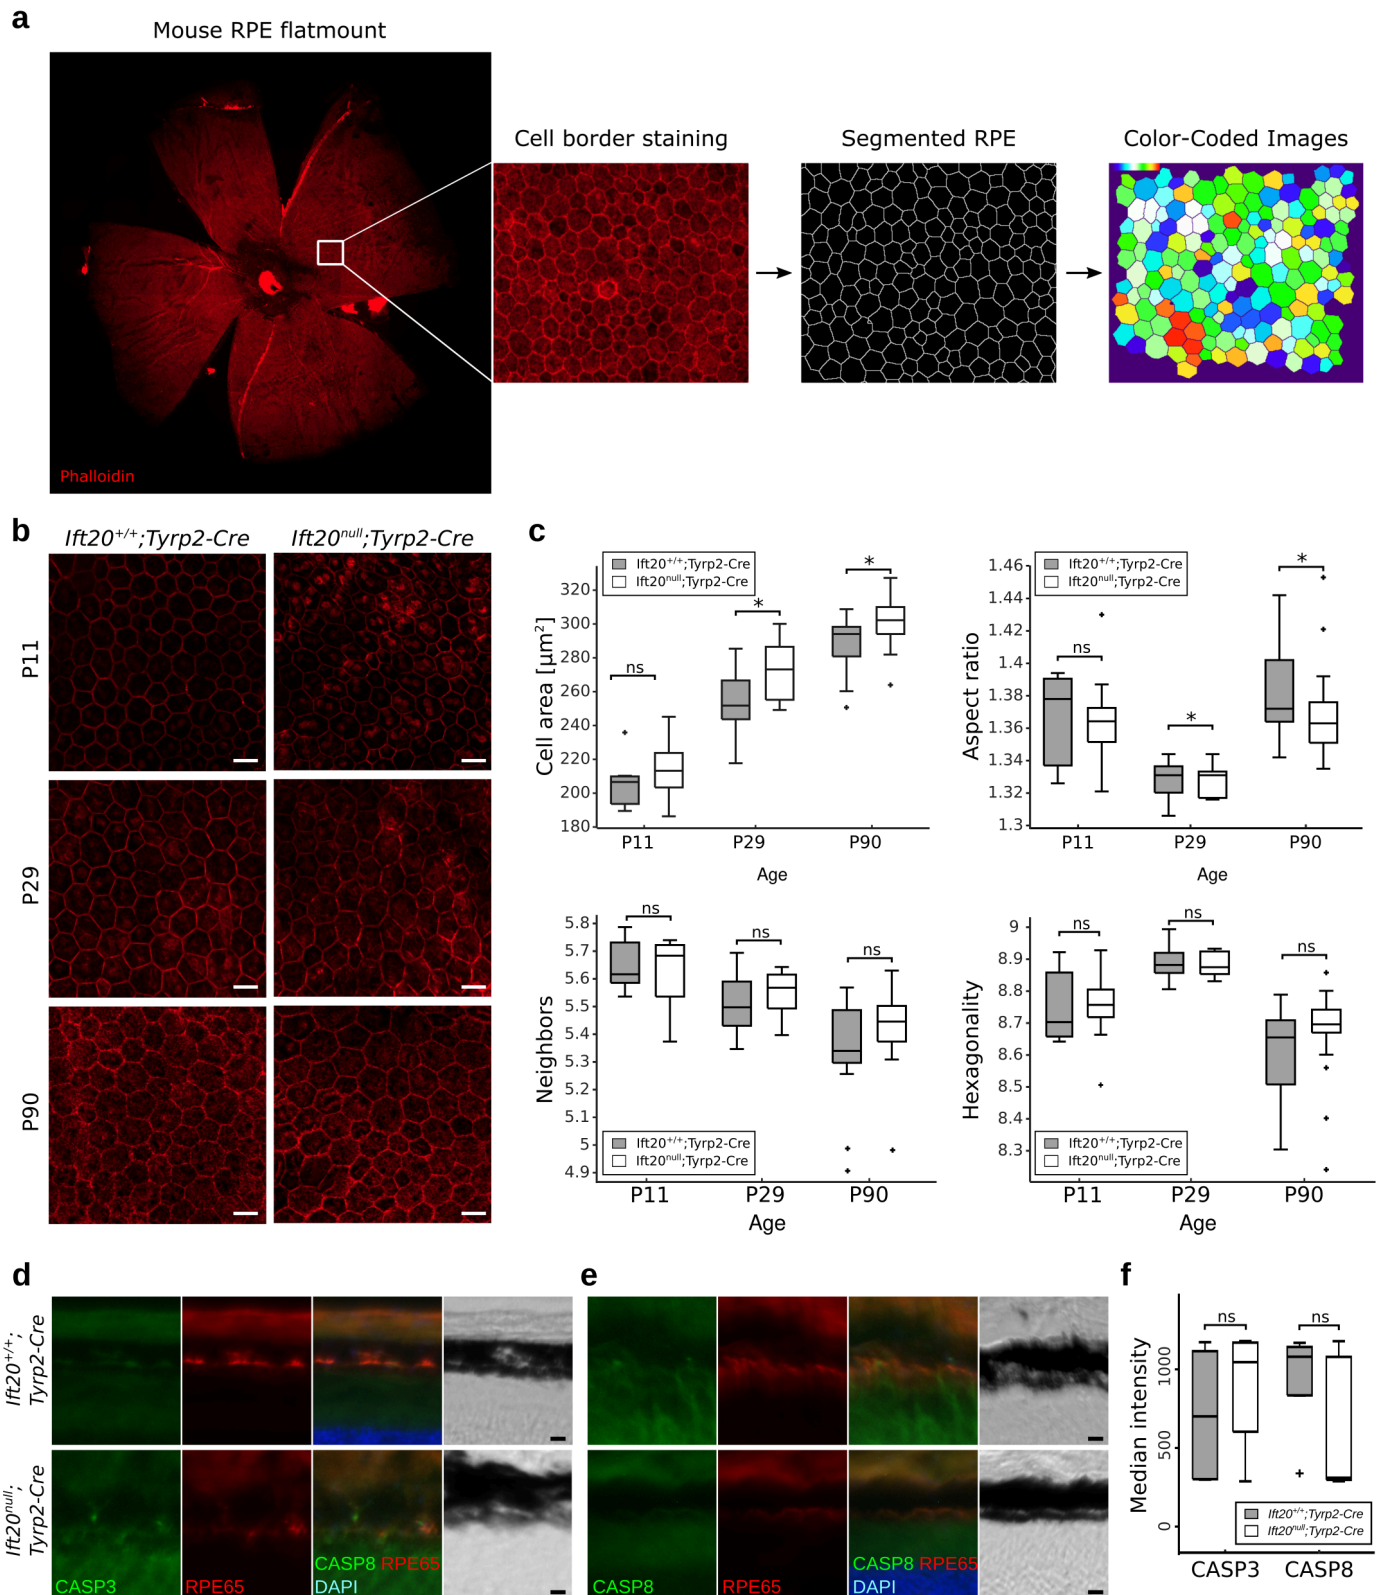 a
Mouse RPE flatmount
Cell border staining
Segmented RPE
Color-Coded Images
Phalloidin
b
Ift20+/+;Tyrp2-Cre
Ift20null;Tyrp2-Cre
P11
P29
P90
c
Ift20+/+;Tyrp2-Cre
Ift20null;Tyrp2-Cre
Cell area [µm²]
320
300
280
260
240
220
200
180
ns
*
*
P11
P29
P90
Age
Ift20+/+;Tyrp2-Cre
Ift20null;Tyrp2-Cre
Aspect ratio
1.46
1.44
1.42
1.4
1.38
1.36
1.34
1.32
1.3
ns
*
*
P11
P29
P90
Age
Neighbors
5.8
5.7
5.6
5.5
5.4
5.3
5.2
5.1
5
4.9
ns
ns
ns
Ift20+/+;Tyrp2-Cre
Ift20null;Tyrp2-Cre
P11
P29
P90
Age
Hexagonality
9
8.9
8.8
8.7
8.6
8.5
8.4
8.3
ns
ns
ns
Ift20+/+;Tyrp2-Cre
Ift20null;Tyrp2-Cre
P11
P29
P90
Age
d
Ift20+/+;
Tyrp2-Cre
Ift20null;
Tyrp2-Cre
CASP3
RPE65
CASP8 RPE65
DAPI
e
CASP8
RPE65
CASP8 RPE65
DAPI
f
Median intensity
1000
500
0
ns
ns
Ift20+/+;Tyrp2-Cre
Ift20null;Tyrp2-Cre
CASP3
CASP8